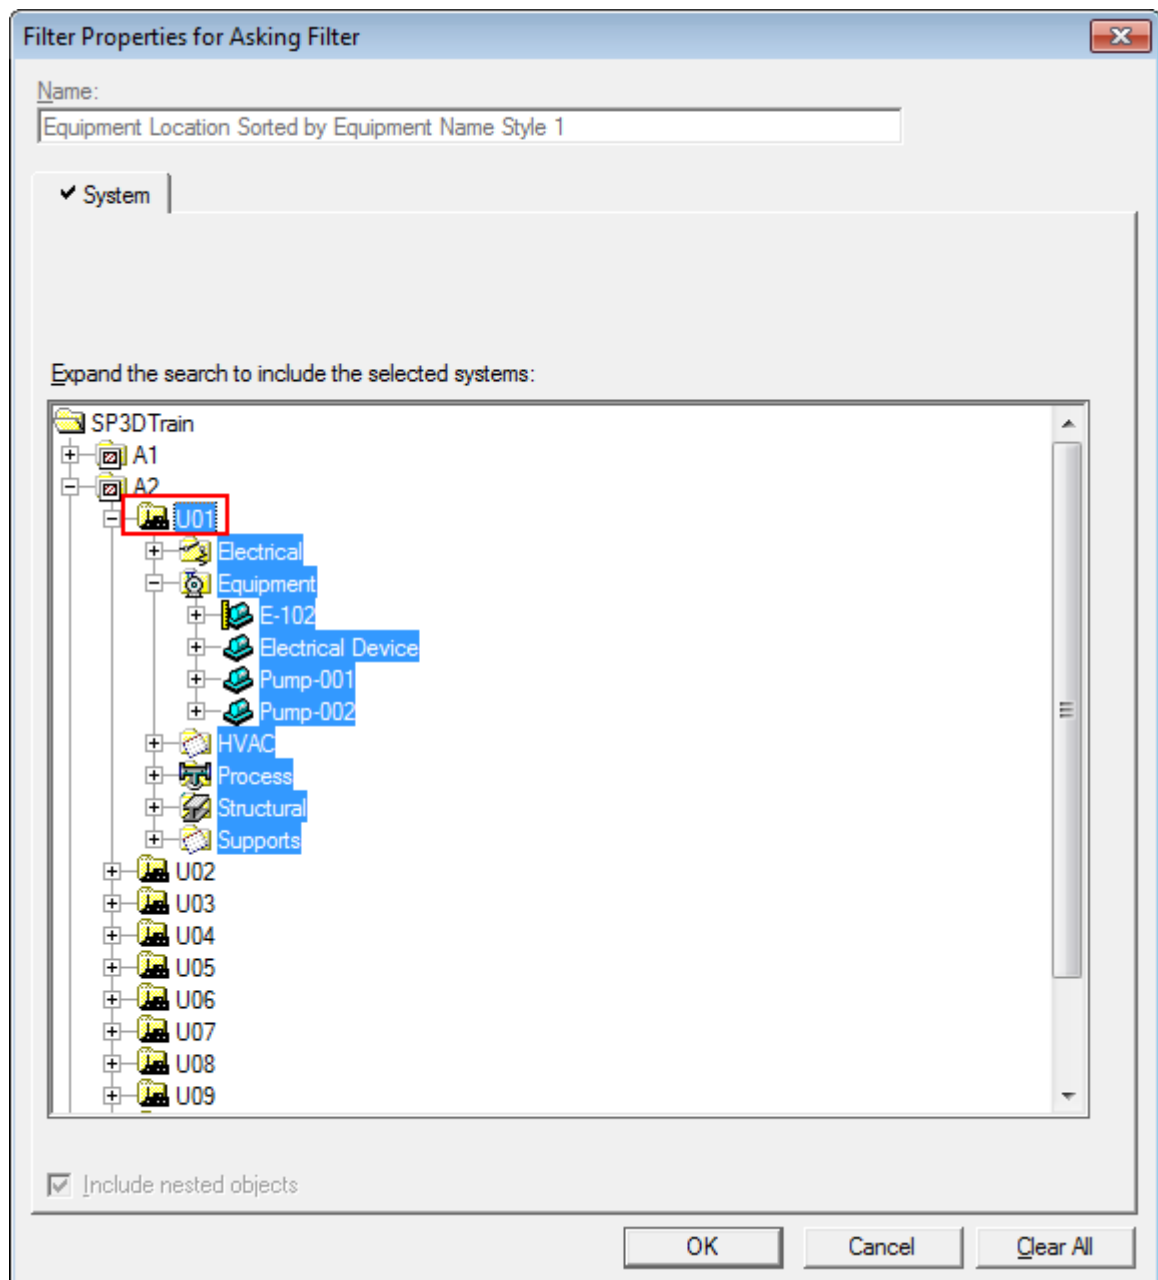 Filter Properties for Asking Filter
Name:
Equipment Location Sorted by Equipment Name Style 1
System
Expand the search to include the selected systems:
SP3DTrain
A1
A2
U01
Electrical
Equipment
E-102
Electrical Device
Pump-001
Pump-002
HVAC
Process
Structural
Supports
U02
U03
U04
U05
U06
U07
U08
U09
Include nested objects
OK Cancel Clear All